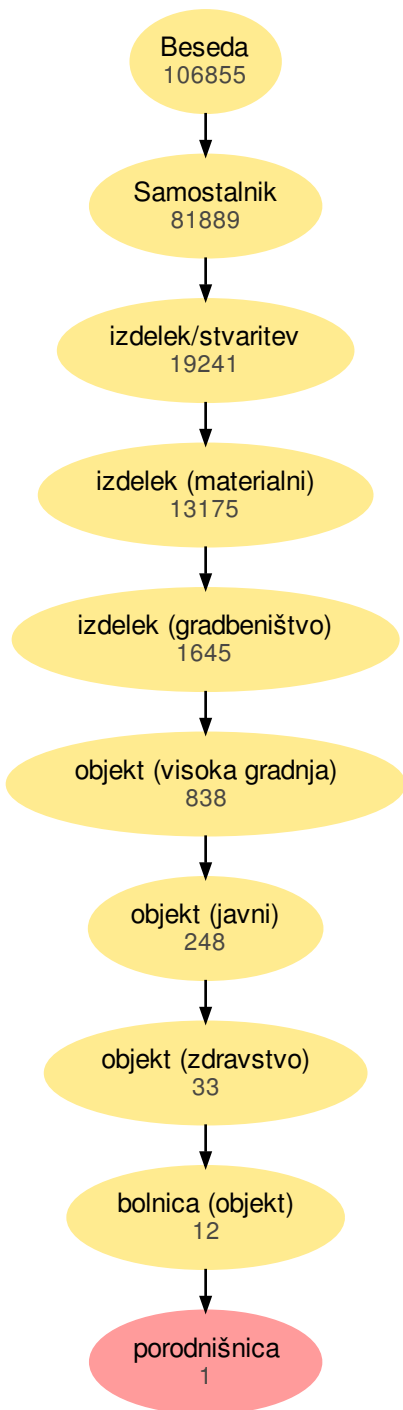 Beseda
106855
Samostalnik
81889
izdelek/stvaritev
19241
izdelek (materialni)
13175
izdelek (gradbeništvo)
1645
objekt (visoka gradnja)
838
objekt (javni)
248
objekt (zdravstvo)
33
bolnica (objekt)
12
porodnišnica
1